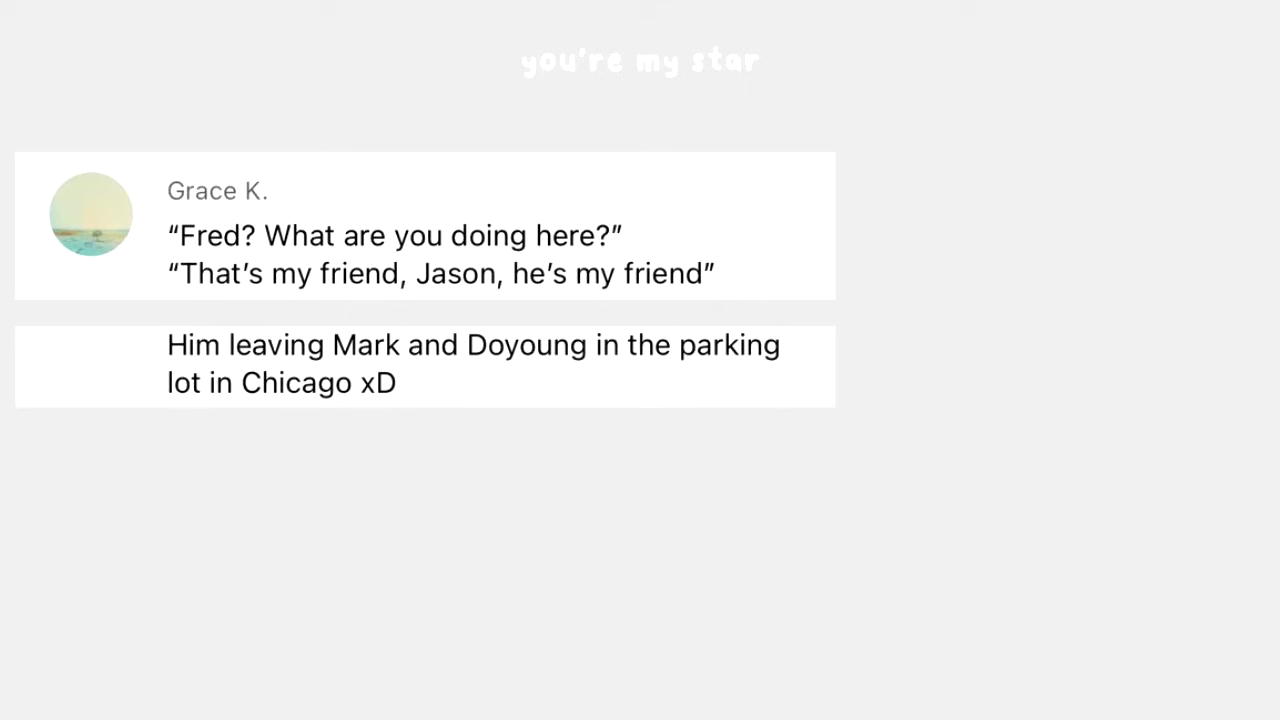 you're my star
Grace K.
“Fred? What are you doing here?”
“That’s my friend, Jason, he’s my friend”
Him leaving Mark and Doyoung in the parking
lot in Chicago xD